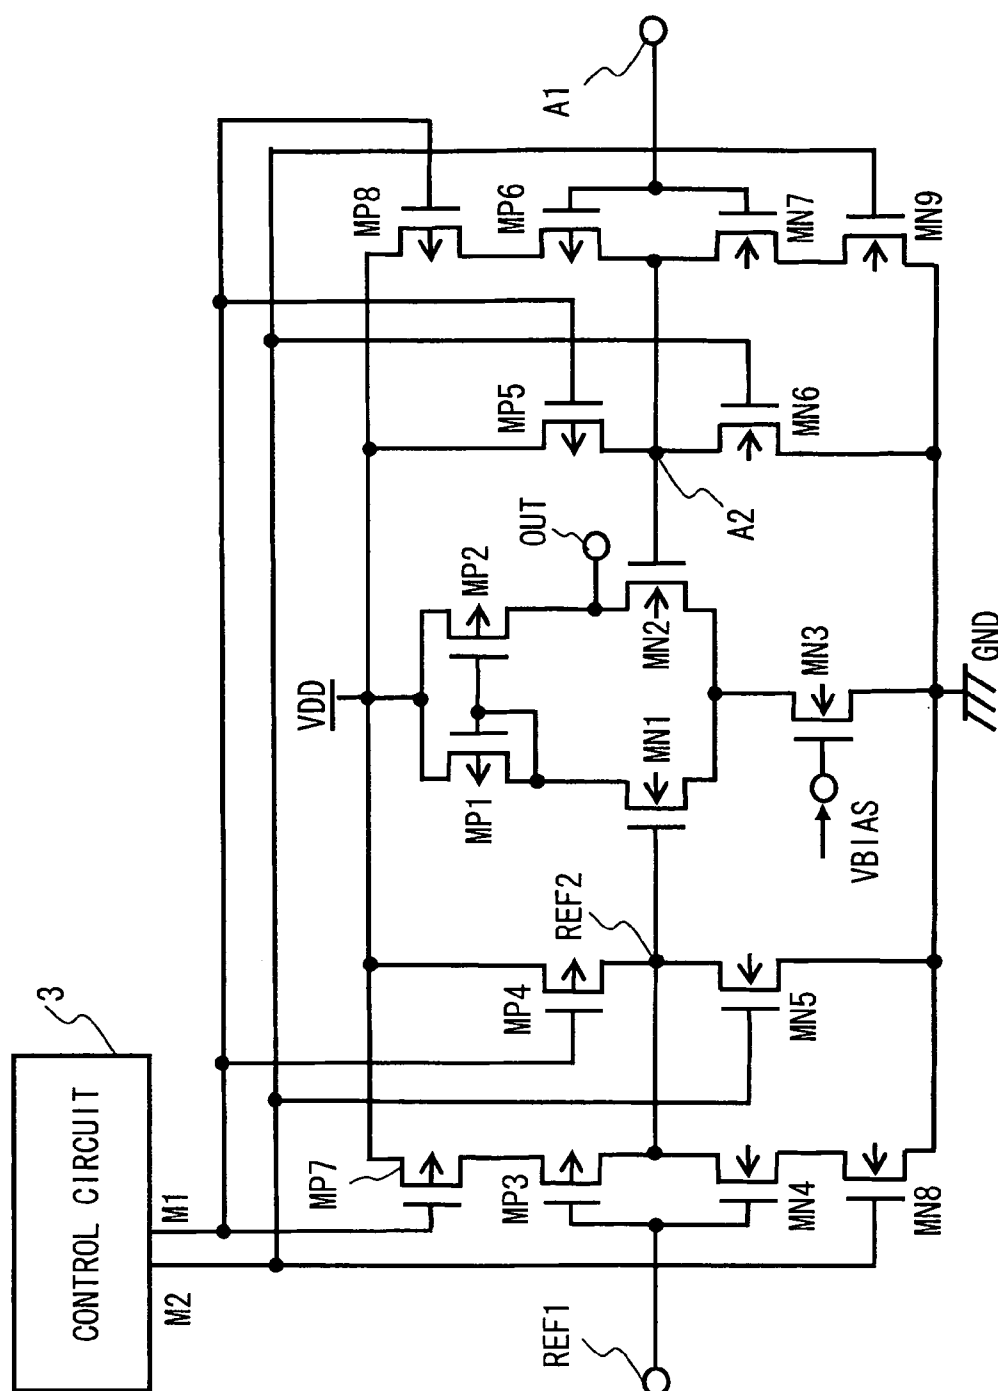 CONTROL CIRCUIT
3
M1
M2
REF1
MP7
MP3
MN4
MN8
MP4
REF2
MN5
VDD
MP1
MP2
MN1
MN2
OUT
VBIAS
MN3
GND
A2
MP5
MN6
MP8
MP6
MN7
MN9
A1